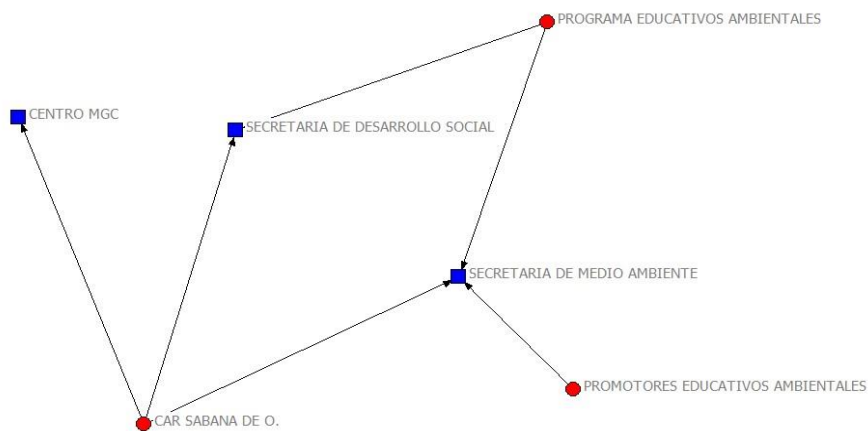 PROGRAMA EDUCATIVOS AMBIENTALES
CENTRO MGC
SECRETARIA DE DESARROLLO SOCIAL
SECRETARIA DE MEDIO AMBIENTE
PROMOTORES EDUCATIVOS AMBIENTALES
CAR SABANA DE O.